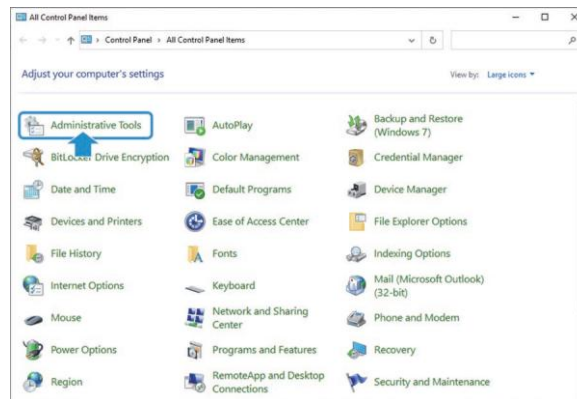 All Control Panel Items
Control Panel > All Control Panel Items
Adjust your computer's settings
View by: Large icons
Administrative Tools
AutoPlay
Backup and Restore
(Windows 7)
BitLocker Drive Encryption
Color Management
Credential Manager
Date and Time
Default Programs
Device Manager
Devices and Printers
Ease of Access Center
File Explorer Options
File History
Fonts
Indexing Options
Internet Options
Keyboard
Mail (Microsoft Outlook)
(32-bit)
Mouse
Network and Sharing
Center
Phone and Modem
Power Options
Programs and Features
Recovery
Region
RemoteApp and Desktop
Connections
Security and Maintenance